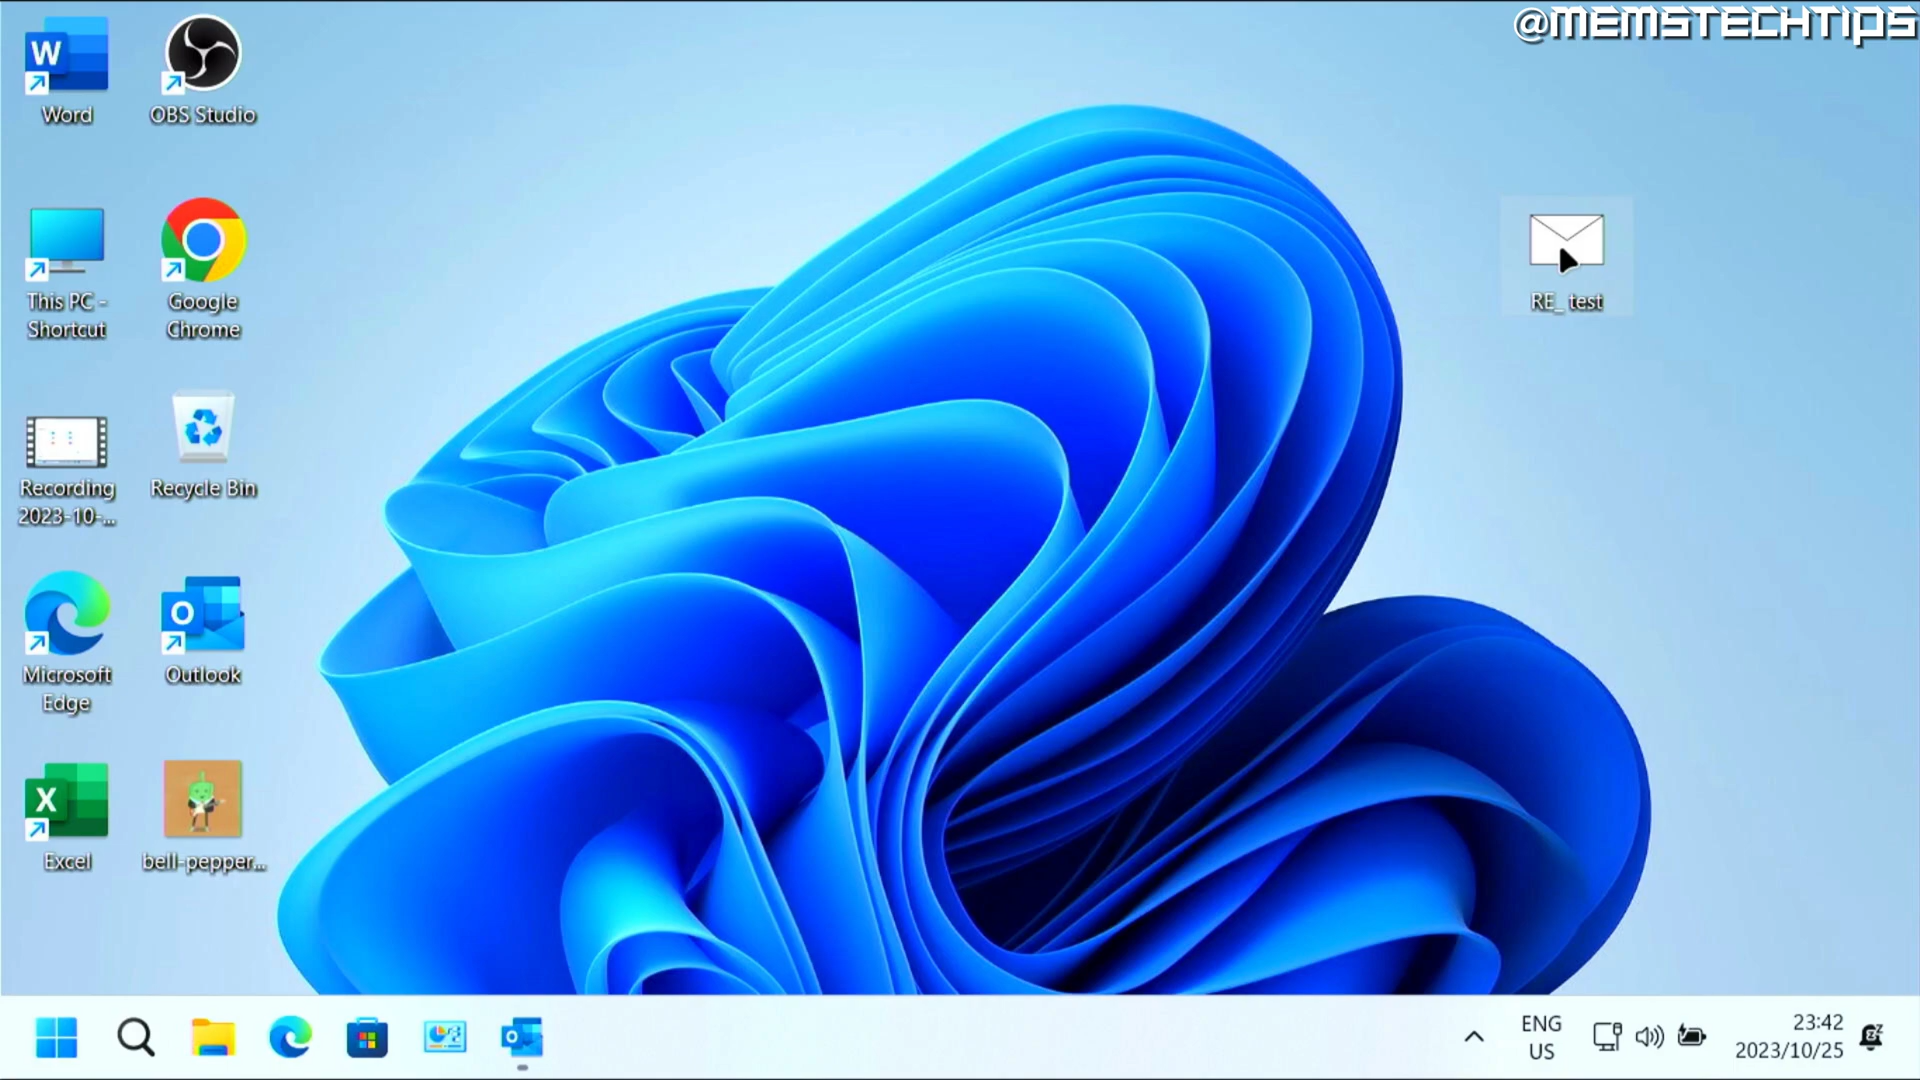 @MEMSTECHTIPS
W
Word
OBS Studio
This PC -
Shortcut
Google
Chrome
RE_ test
Recording
2023-10-...
Recycle Bin
Microsoft
Edge
O
Outlook
X
Excel
bell-pepper...
O
ENG
US
23:42
2023/10/25